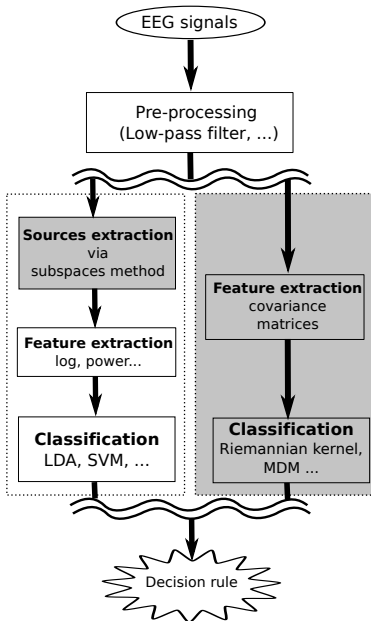 EEG signals
Pre-processing
(Low-pass filter, ...)
Sources extraction
via
subspaces method
Feature extraction
log, power...
Classification
LDA, SVM, ...
Feature extraction
covariance
matrices
Classification
Riemannian kernel,
MDM ...
Decision rule